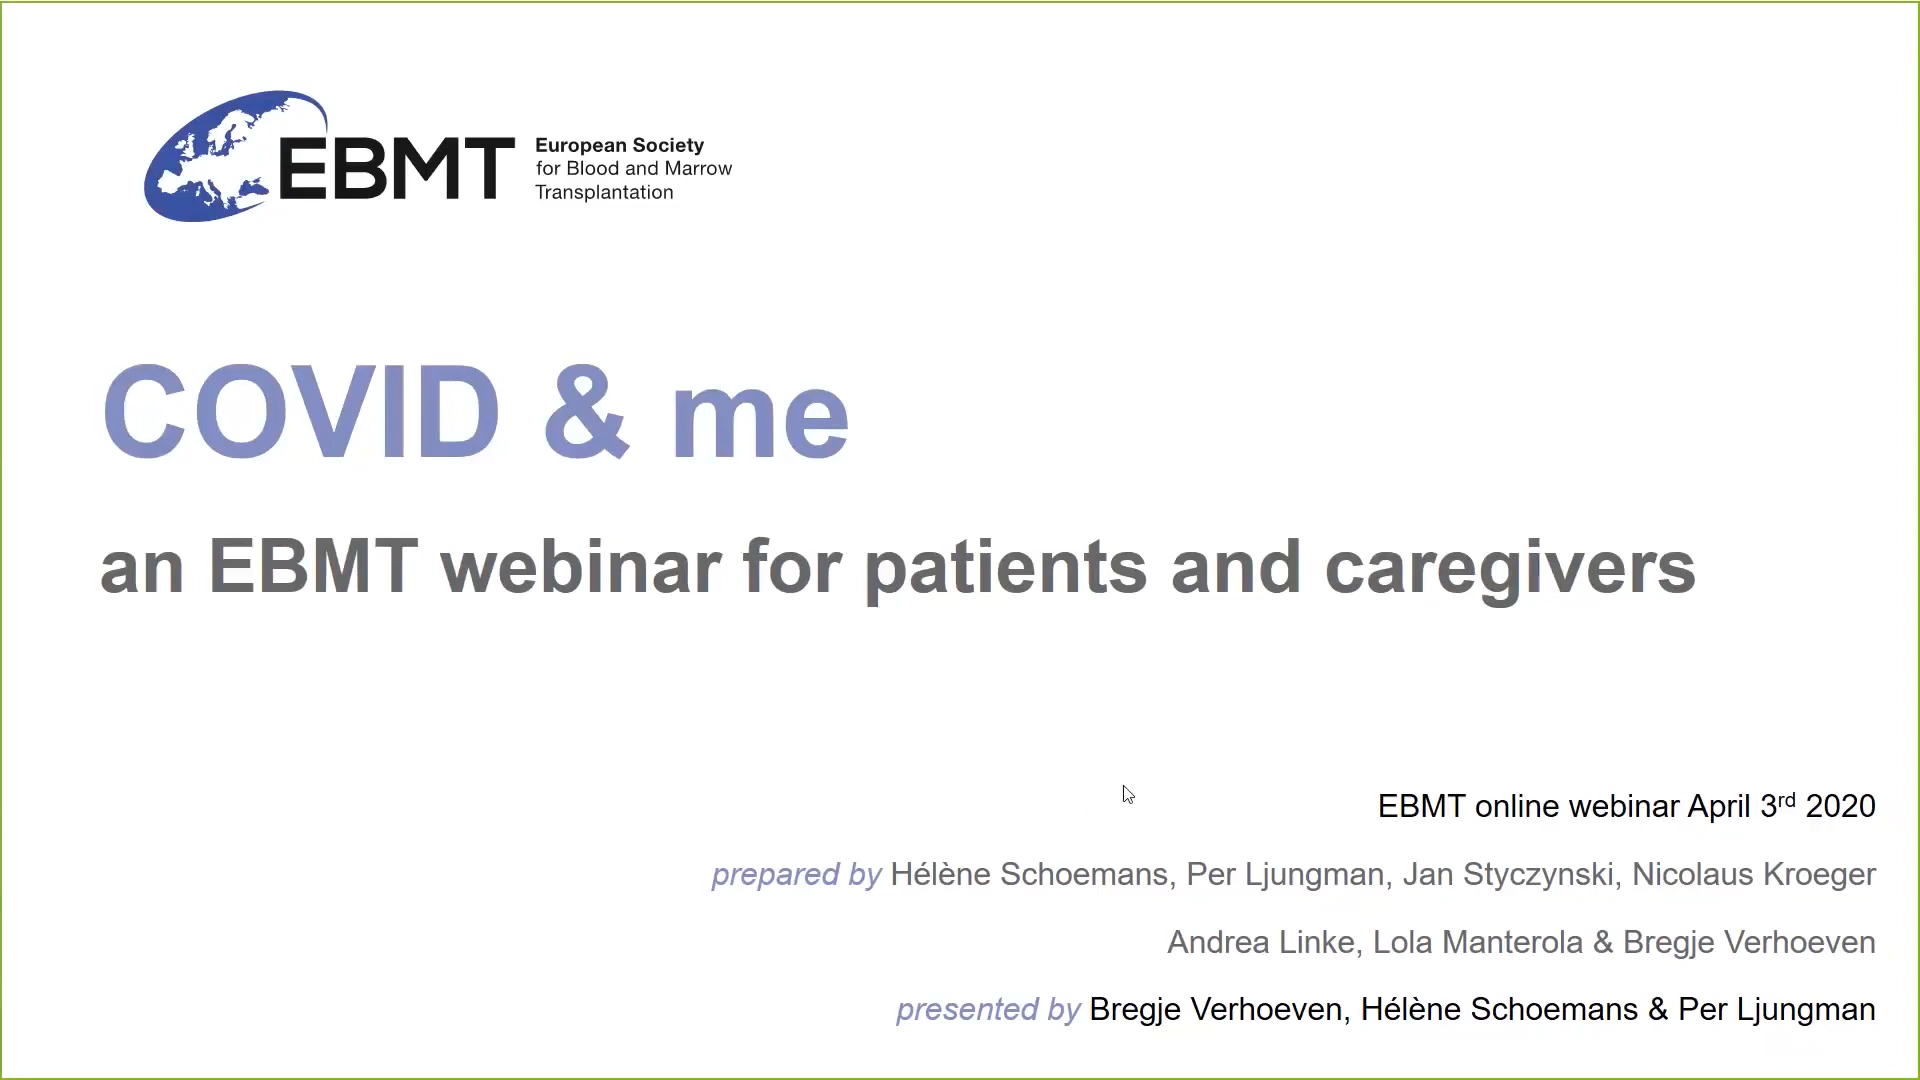 EBMT
European Society
for Blood and Marrow
Transplantation
COVID & me
an EBMT webinar for patients and caregivers
EBMT online webinar April 3rd 2020
prepared by Hélène Schoemans, Per Ljungman, Jan Styczynski, Nicolaus Kroeger
Andrea Linke, Lola Manterola & Bregje Verhoeven
presented by Bregje Verhoeven, Hélène Schoemans & Per Ljungman